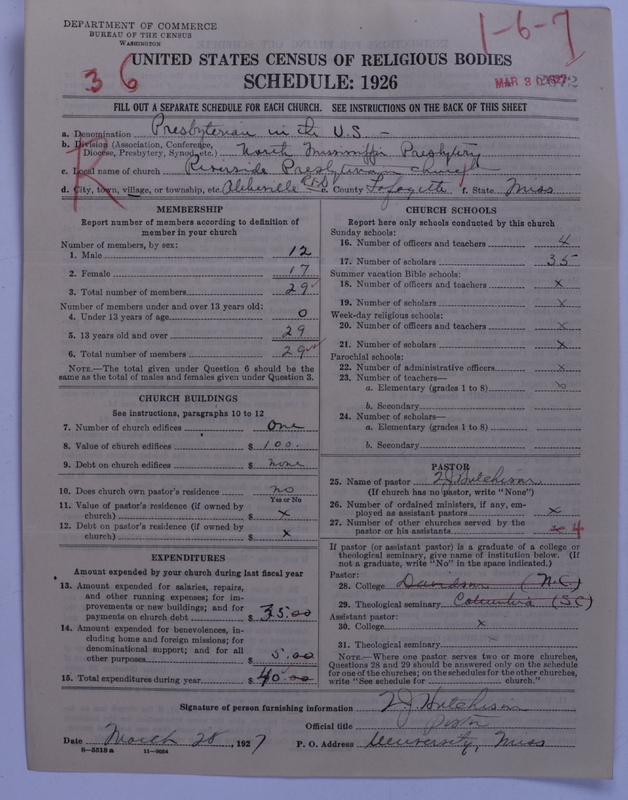 DEPARTMENT OF COMMERCE
BUREAU OF THE CENSUS
WASHINGTON
1-6-7
36
UNITED STATES CENSUS OF RELIGIOUS BODIES
SCHEDULE: 1926
MAR 30 1927
FILL OUT A SEPARATE SCHEDULE FOR EACH CHURCH. SEE INSTRUCTIONS ON THE BACK OF THIS SHEET
R
a. Denomination Presbyterian in the U.S. -
b. Division (Association, Conference, Diocese, Presbytery, Synod, etc.) North Mississippi Presbytery
c. Local name of church Riverside Presbyterian Church
d. City, town, village, or township, etc. Abbeville e. County Lafayette f. State Miss
MEMBERSHIP
Report number of members according to definition of
member in your church
Number of members, by sex:
1. Male 12
2. Female 17
3. Total number of members 29
Number of members under and over 13 years old:
4. Under 13 years of age 0
5. 13 years old and over 29
6. Total number of members 29
NOTE.—The total given under Question 6 should be the
same as the total of males and females given under Question 3.
CHURCH BUILDINGS
See instructions, paragraphs 10 to 12
7. Number of church edifices One
8. Value of church edifices $ 100.
9. Debt on church edifices $ none
10. Does church own pastor's residence no
Yes or No
11. Value of pastor's residence (if owned by
church) $ x
12. Debt on pastor's residence (if owned by
church) $ x
EXPENDITURES
Amount expended by your church during last fiscal year
13. Amount expended for salaries, repairs,
and other running expenses; for im-
provements or new buildings; and for
payments on church debt $ 35.00
14. Amount expended for benevolences, in-
cluding home and foreign missions; for
denominational support; and for all
other purposes $ 5.00
15. Total expenditures during year $ 40.00
CHURCH SCHOOLS
Report here only schools conducted by this church
Sunday schools:
16. Number of officers and teachers 4
17. Number of scholars 35
Summer vacation Bible schools:
18. Number of officers and teachers x
19. Number of scholars x
Week-day religious schools:
20. Number of officers and teachers x
21. Number of scholars x
Parochial schools:
22. Number of administrative officers x
23. Number of teachers—
a. Elementary (grades 1 to 8)
b. Secondary
24. Number of scholars—
a. Elementary (grades 1 to 8)
b. Secondary
PASTOR
25. Name of pastor Hutchison
(If church has no pastor, write "None")
26. Number of ordained ministers, if any, em-
ployed as assistant pastors x
27. Number of other churches served by the
pastor or his assistants 4
If pastor (or assistant pastor) is a graduate of a college or
theological seminary, give name of institution below. (If
not a graduate, write "No" in the space indicated.)
Pastor:
28. College Davidson (N.C.)
29. Theological seminary Columbia (SC)
Assistant pastor:
30. College x
31. Theological seminary
NOTE.—Where one pastor serves two or more churches,
Questions 28 and 29 should be answered only on the schedule
for one of the churches; on the schedules for the other churches,
write "See schedule for church."
Signature of person furnishing information Hutchison
Official title Pastor
Date March 28, 1927 P. O. Address University, Miss
8-5518a 11-9024